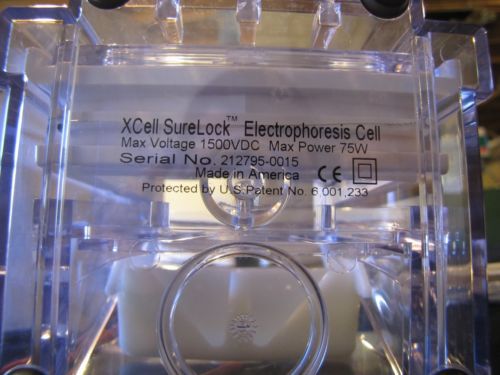 XCell SureLock™ Electrophoresis Cell
Max Voltage 1500VDC Max Power 75W
Serial No. 212795-0015
Made in America CE
Protected by U.S. Patent No. 6,001,233